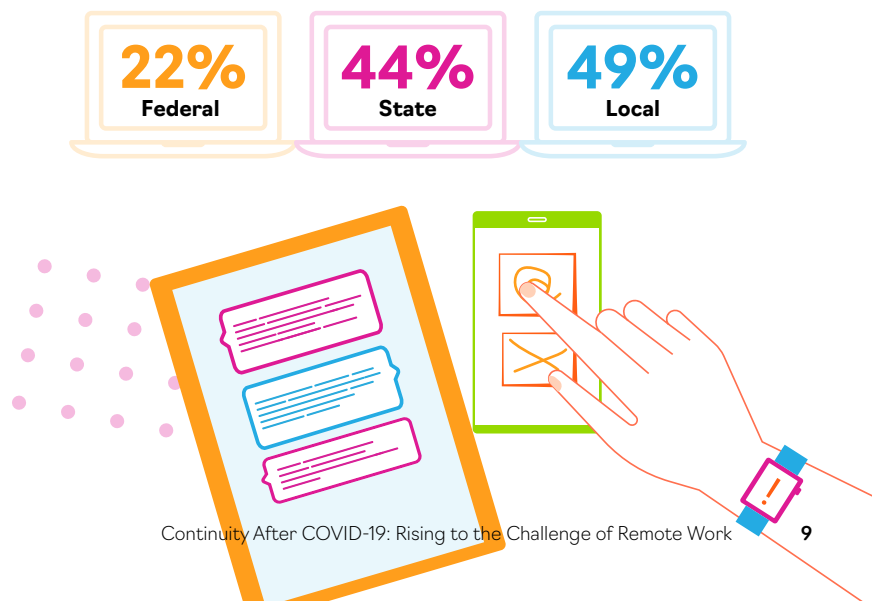 22% 44% 49%
Federal State Local
!
Continuity After COVID-19: Rising to the Challenge of Remote Work 9